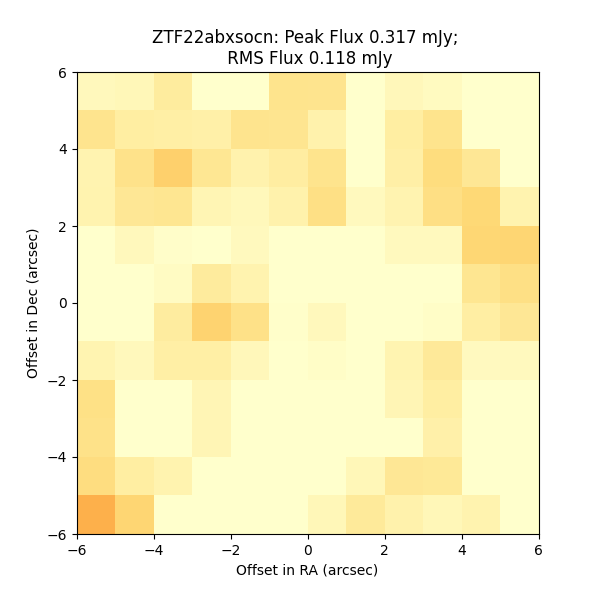 ZTF22abxsocn: Peak Flux 0.317 mJy;
RMS Flux 0.118 mJy
6
4
2
0
−2
−4
−6
Offset in Dec (arcsec)
−6 −4 −2 0 2 4 6
Offset in RA (arcsec)